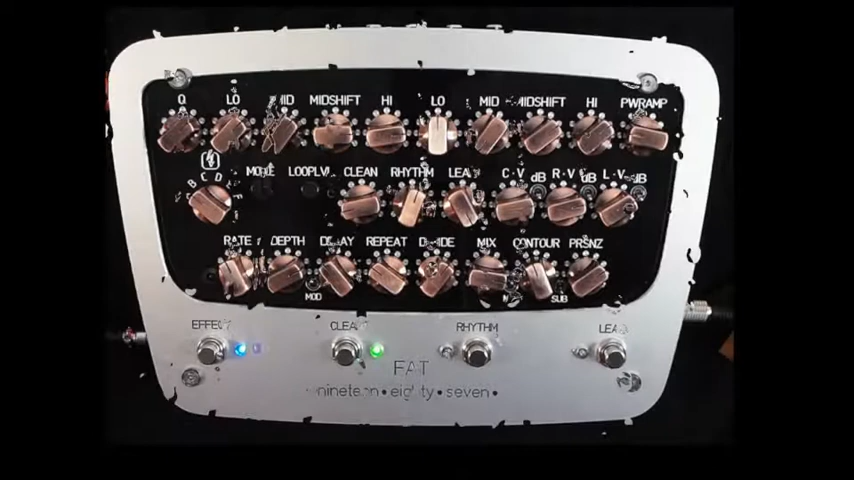 Q LO MID MIDSHIFT HI LO MID MIDSHIFT HI PWRAMP
B C D E
MODE LOOPLV CLEAN RHYTHM LEAD C·V dB R·V dB L·V dB
RATE DEPTH DELAY REPEAT DIVIDE MIX CONTOUR PRSNZ
MOD SUB
EFFECT CLEAN RHYTHM LEAD
FAT
nineteen•eighty•seven•